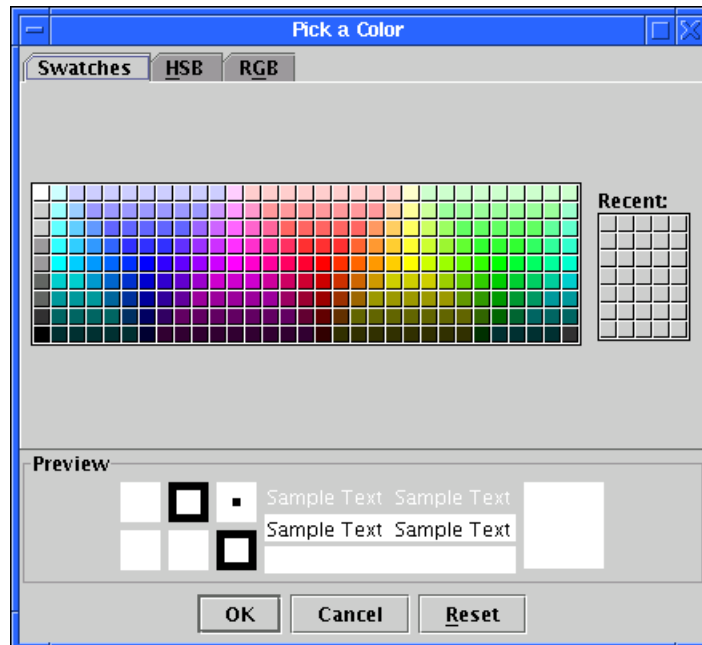 Pick a Color
Swatches HSB RGB
Recent:
Preview
Sample Text Sample Text
Sample Text Sample Text
OK Cancel Reset